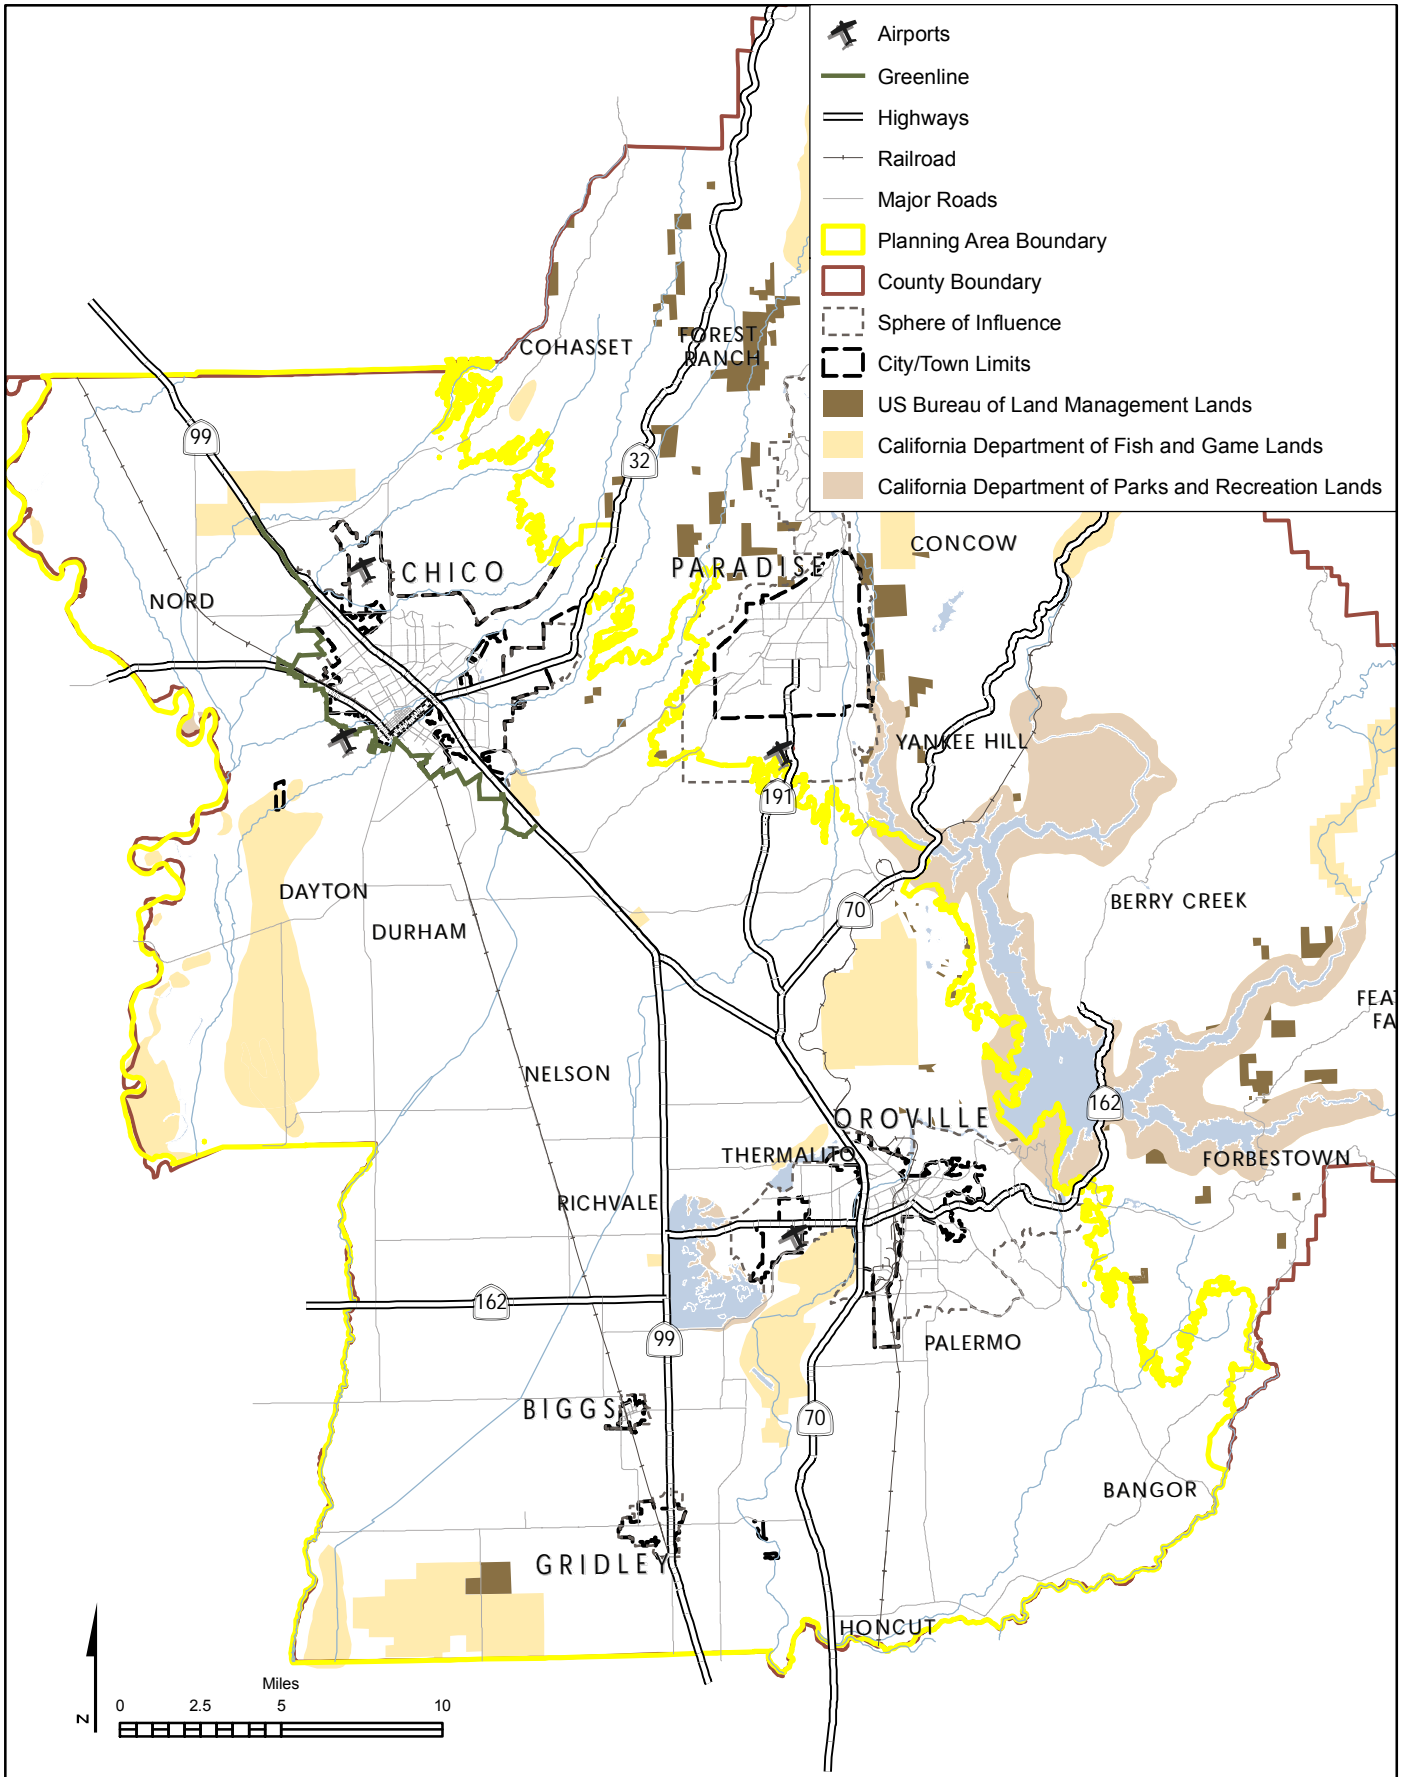 Airports
Greenline
Highways
Railroad
Major Roads
Planning Area Boundary
County Boundary
Sphere of Influence
City/Town Limits
US Bureau of Land Management Lands
California Department of Fish and Game Lands
California Department of Parks and Recreation Lands
COHASSET
FOREST
RANCH
99
32
CONCOW
PARADISE
CHICO
NORD
YANKEE HILL
191
DAYTON
BERRY CREEK
70
DURHAM
FEA
FA
NELSON
162
OROVILLE
THERMALITO
FORBESTOWN
RICHVALE
162
99
PALERMO
BIGGS
70
BANGOR
GRIDLEY
HONCUT
Miles
0 2.5 5 10
N